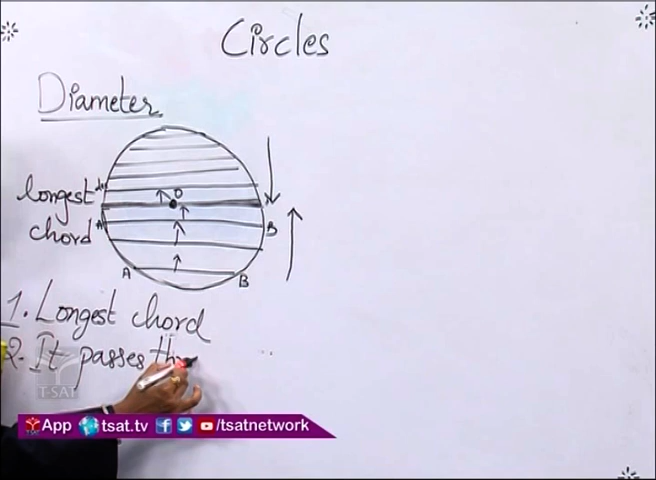 Circles
Diameter
longest
chord
O
A
B
A
B
1. Longest chord
2. It passes th
T-SAT
App tsat.tv /tsatnetwork